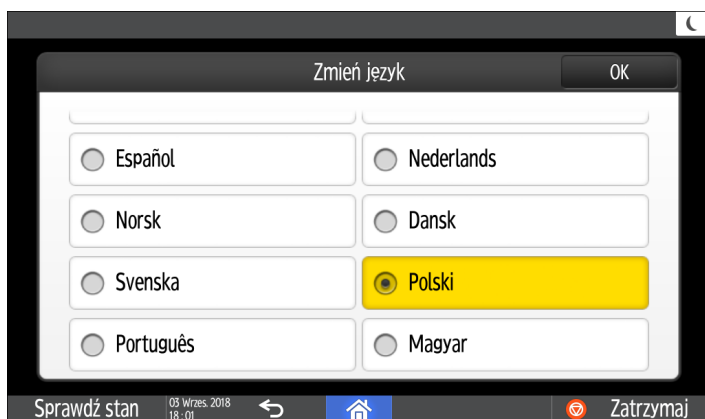 Zmień język
OK
Español
Nederlands
Norsk
Dansk
Svenska
Polski
Português
Magyar
Sprawdź stan
03 Wrzes. 2018
18 : 01
Zatrzymaj